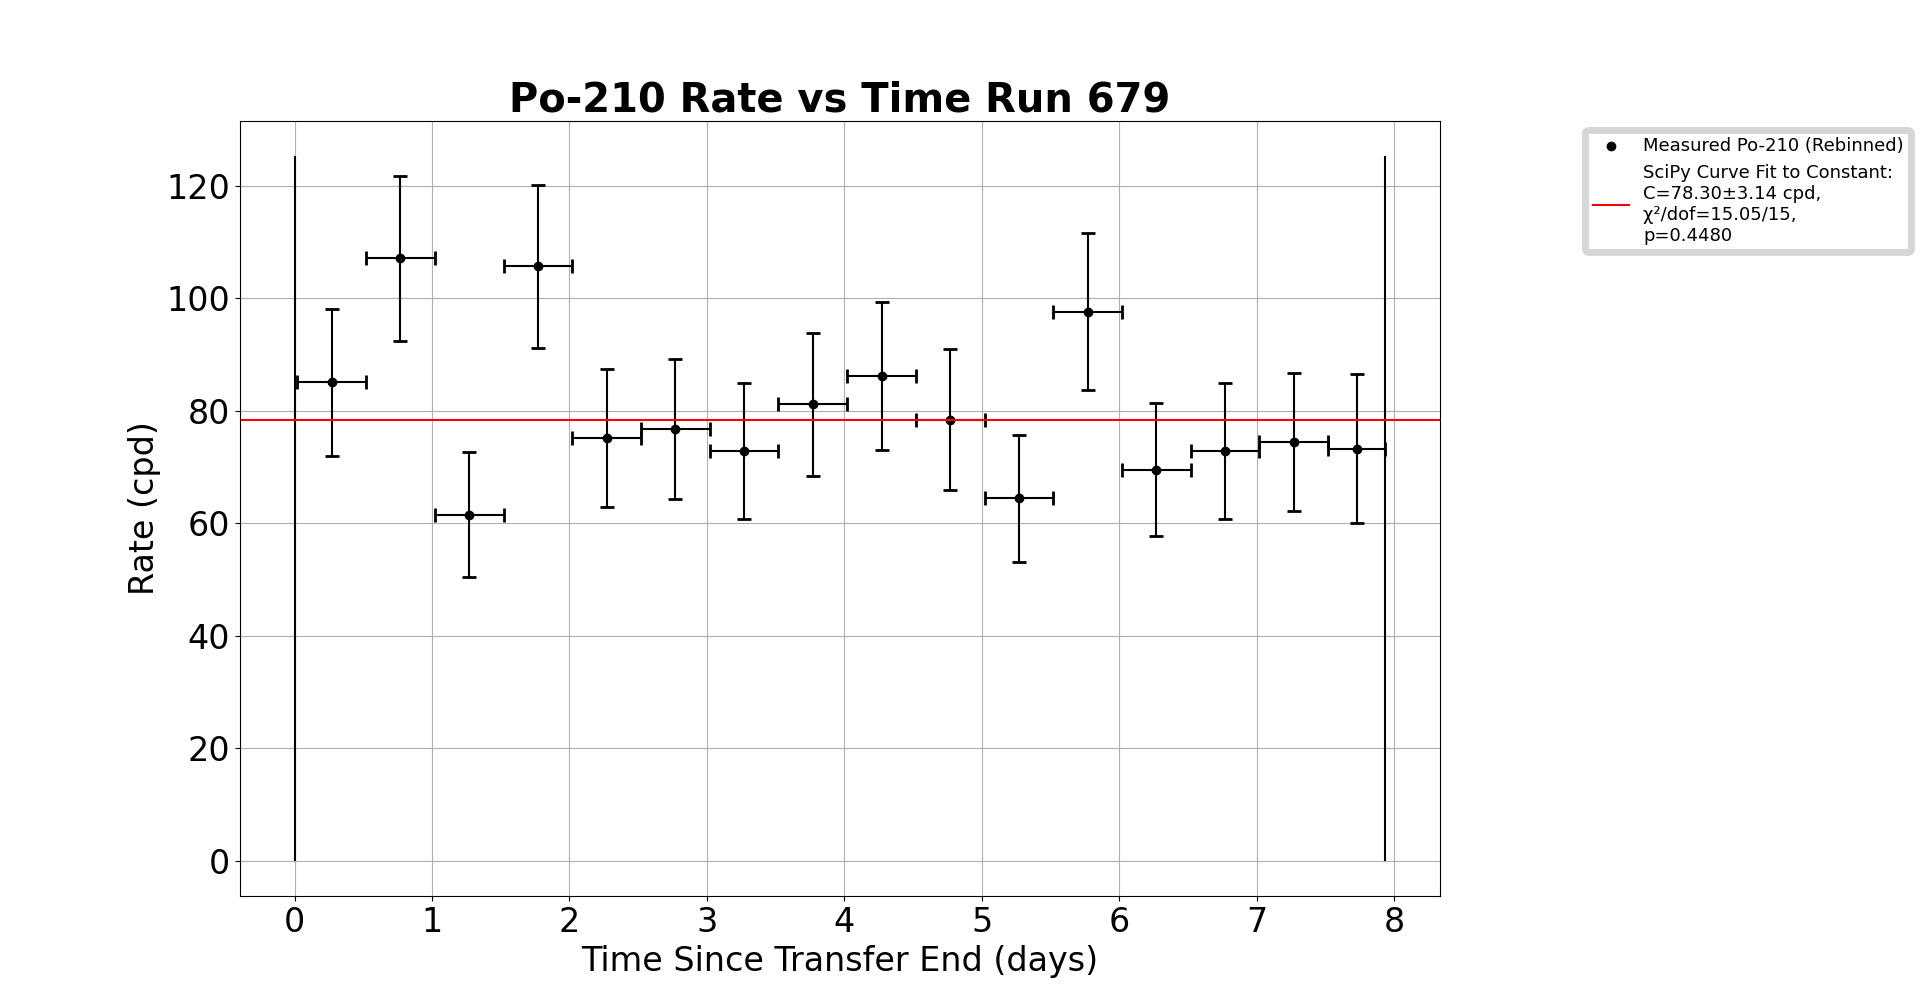 Po-210 Rate vs Time Run 679
Measured Po-210 (Rebinned)
SciPy Curve Fit to Constant:
C=78.30±3.14 cpd,
χ²/dof=15.05/15,
p=0.4480
Rate (cpd)
120
100
80
60
40
20
0
0 1 2 3 4 5 6 7 8
Time Since Transfer End (days)